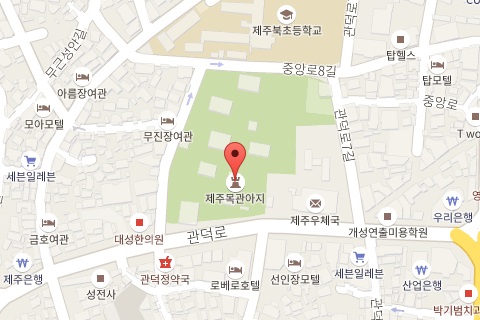 CO
제주북초등학교
관덕로
탑헬스
무근성안길
중앙로8길
탑모텔
아름장여관
중앙로
모아모텔
무진장여관
관덕로7길
T wo
세븐일레븐
제주목관아지
제주우체국
우리은행
영
금호여관
대성한의원
관덕로
개성연출미용학원
제주은행
관덕정약국
선인장모텔
세븐일레븐
산업은행
성전사
로베로호텔
박기범치과